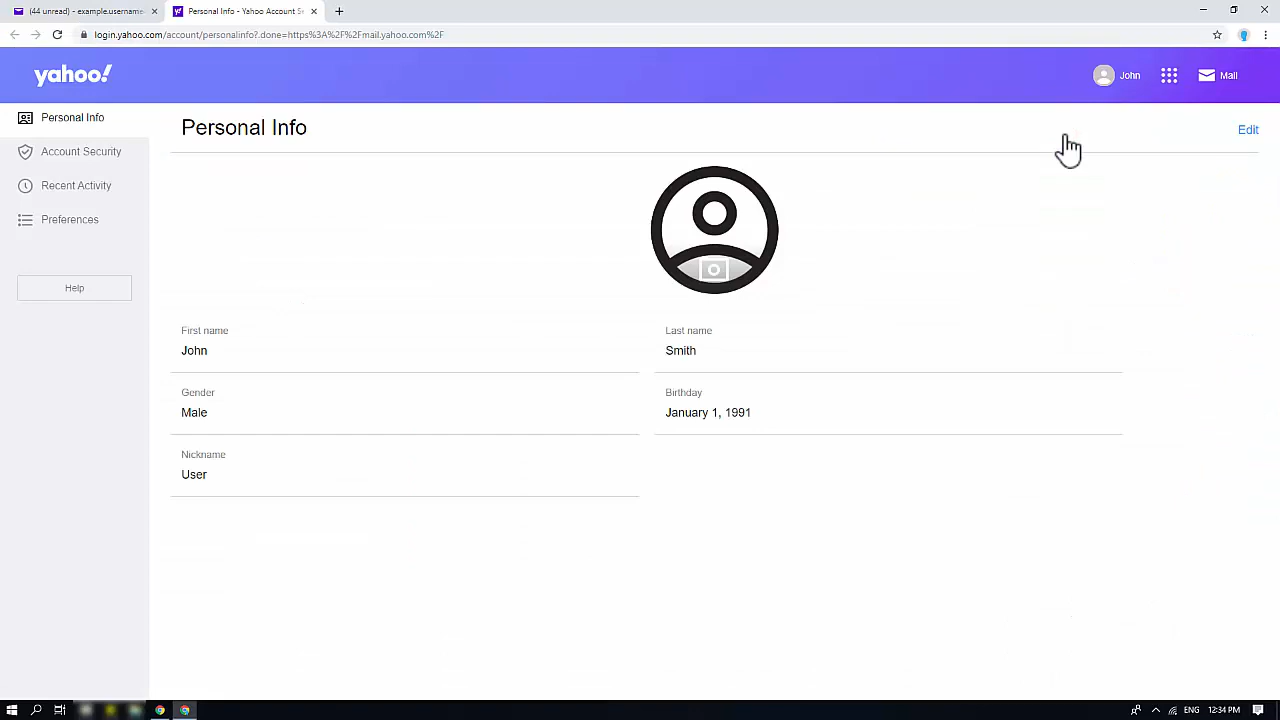 (44 unread) - example.username
Personal Info - Yahoo Account Se
login.yahoo.com/account/personalinfo?.done=https%3A%2F%2Fmail.yahoo.com%2F
yahoo!
John
Mail
Personal Info
Account Security
Recent Activity
Preferences
Help
Personal Info
Edit
First name
John
Last name
Smith
Gender
Male
Birthday
January 1, 1991
Nickname
User
ENG
12:34 PM